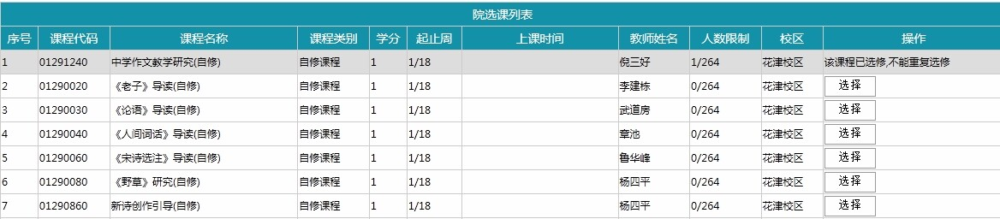 院选课列表
序号 课程代码 课程名称 课程类别 学分 起止周 上课时间 教师姓名 人数限制 校区 操作
1 01291240 中学作文教学研究(自修) 自修课程 1 1/18 倪三好 1/264 花津校区 该课程已选修,不能重复选修
2 01290020 《老子》导读(自修) 自修课程 1 1/18 李建栋 0/264 花津校区 选择
3 01290030 《论语》导读(自修) 自修课程 1 1/18 武道房 0/264 花津校区 选择
4 01290040 《人间词话》导读(自修) 自修课程 1 1/18 章池 0/264 花津校区 选择
5 01290060 《宋诗选注》导读(自修) 自修课程 1 1/18 鲁华峰 0/264 花津校区 选择
6 01290080 《野草》研究(自修) 自修课程 1 1/18 杨四平 0/264 花津校区 选择
7 01290860 新诗创作引导(自修) 自修课程 1 1/18 杨四平 0/264 花津校区 选择